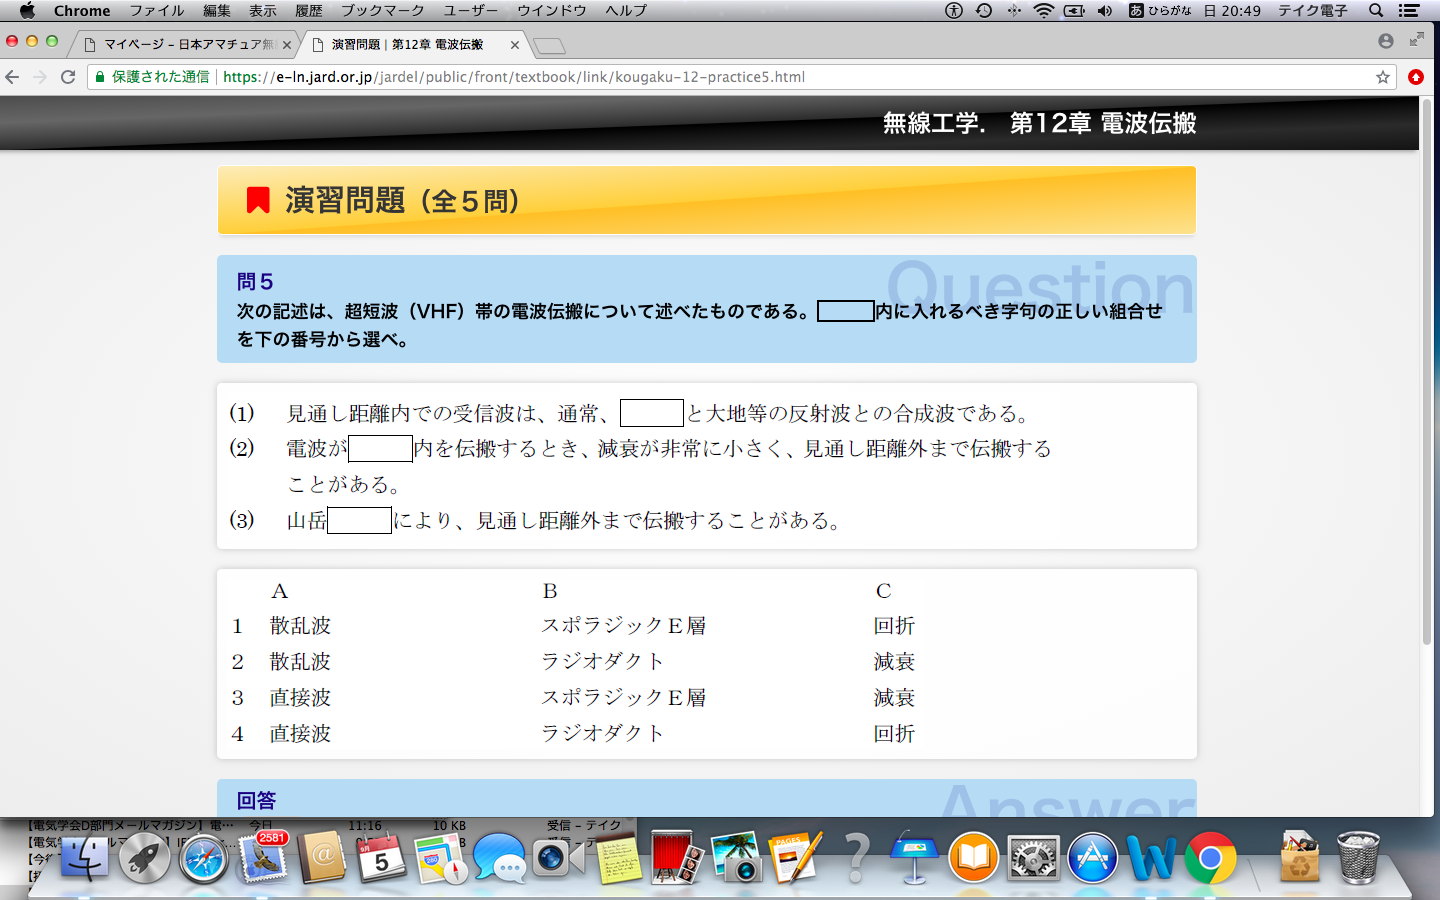 Chrome ファイル 編集 表示 履歴 ブックマーク ユーザー ウインドウ ヘルプ あ ひらがな 日 20:49 テイク電子
マイページ – 日本アマチュア無 演習問題 | 第12章 電波伝搬
保護された通信 https://e-ln.jard.or.jp/jardel/public/front/textbook/link/kougaku-12-practice5.html
無線工学. 第12章 電波伝搬
演習問題（全５問）
Question
問５
次の記述は、超短波（VHF）帯の電波伝搬について述べたものである。 内に入れるべき字句の正しい組合せ
を下の番号から選べ。
(1) 見通し距離内での受信波は、通常、 と大地等の反射波との合成波である。
(2) 電波が 内を伝搬するとき、減衰が非常に小さく、見通し距離外まで伝搬する
ことがある。
(3) 山岳 により、見通し距離外まで伝搬することがある。
A B C
1 散乱波 スポラジックＥ層 回折
2 散乱波 ラジオダクト 減衰
3 直接波 スポラジックＥ層 減衰
4 直接波 ラジオダクト 回折
回答
Answer
【電気学会D部門メールマガジン】電… 今日 11:16 10 KB 受信 – テイク
2581
9月
5
PAGES